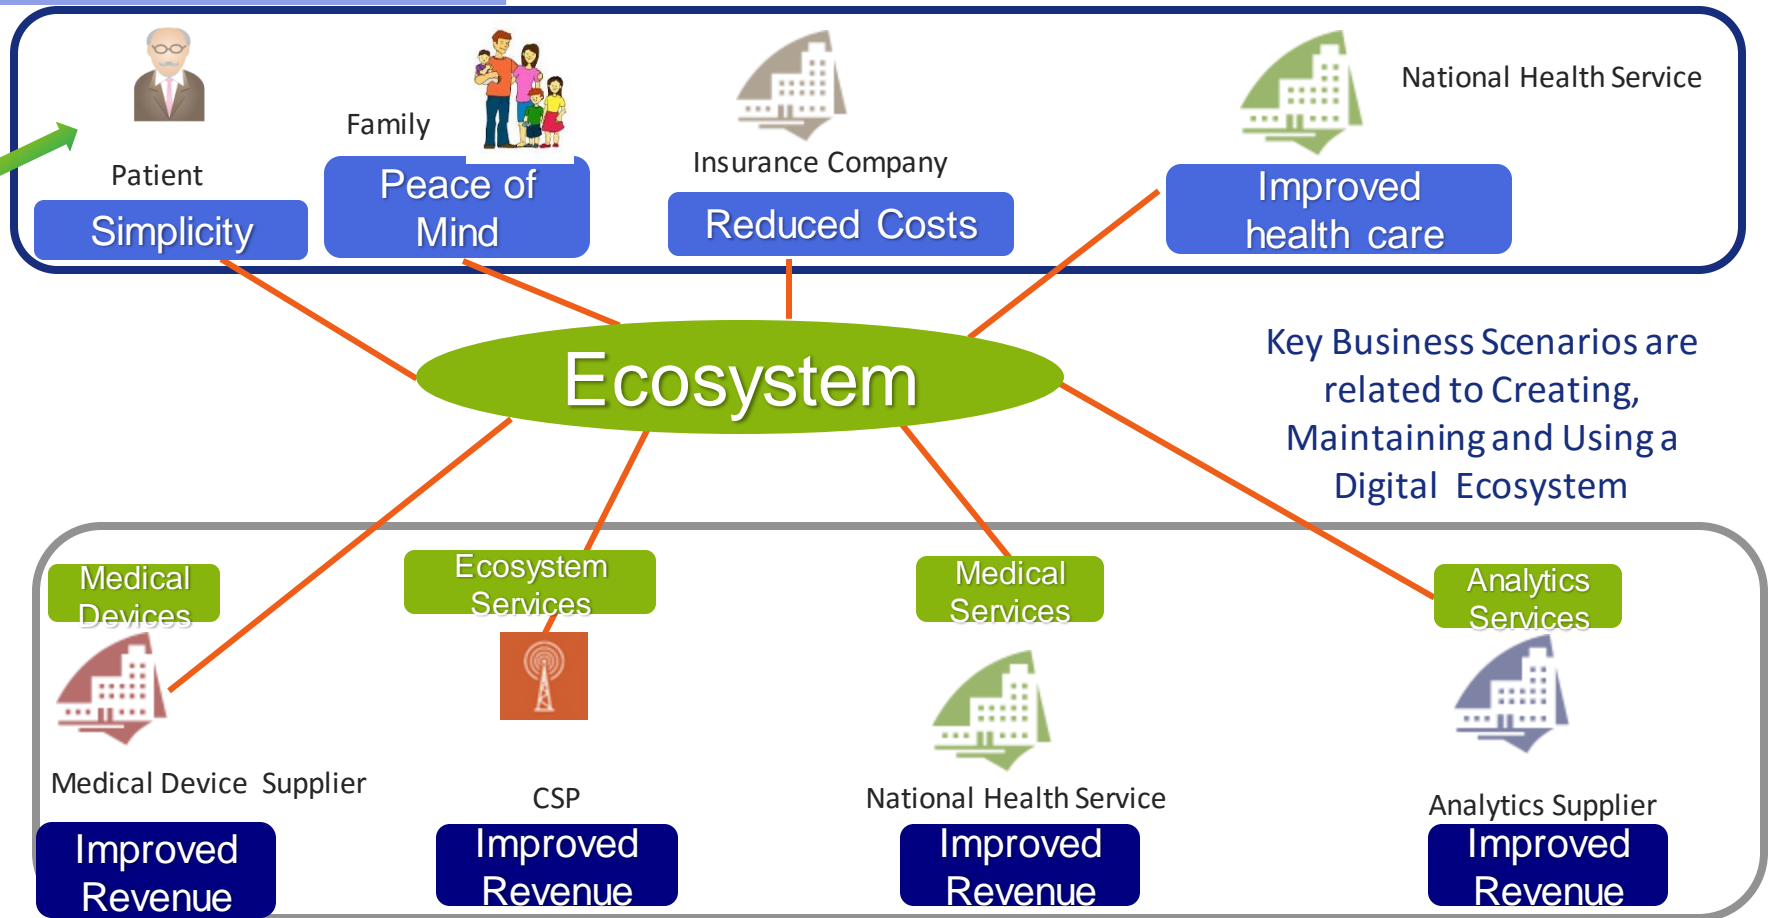 National Health Service
Family
Patient
Insurance Company
Simplicity
Peace of
Mind
Reduced Costs
Improved
health care
Ecosystem
Key Business Scenarios are
related to Creating,
Maintaining and Using a
Digital Ecosystem
Medical
Devices
Ecosystem
Services
Medical
Services
Analytics
Services
Medical Device Supplier
CSP
National Health Service
Analytics Supplier
Improved
Revenue
Improved
Revenue
Improved
Revenue
Improved
Revenue